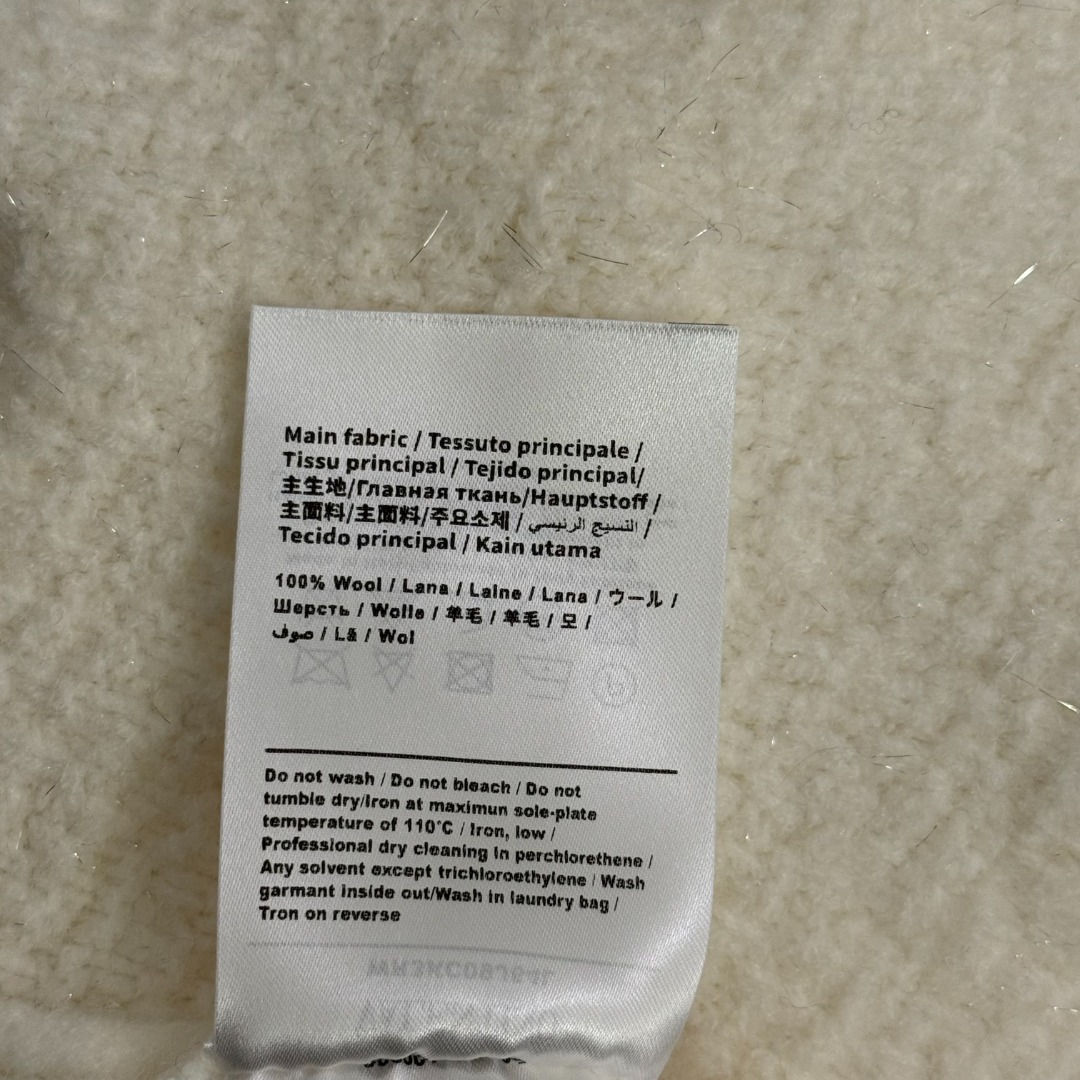 Main fabric / Tessuto principale /
Tissu principal / Tejido principal/
主生地/Главная ткань/Hauptstoff /
主面料/主面料/주요소제 / النسيج الرئيسي /
Tecido principal / Kain utama
100% Wool / Lana / Laine / Lana / ウール /
Шерсть / Wolle / 羊毛 / 羊毛 / 모 /
صوف / Lã / Wol
Do not wash / Do not bleach / Do not
tumble dry/Iron at maximun sole-plate
temperature of 110°C / Iron, low /
Professional dry cleaning in perchlorethene /
Any solvent except trichloroethylene / Wash
garmant inside out/Wash in laundry bag /
Tron on reverse